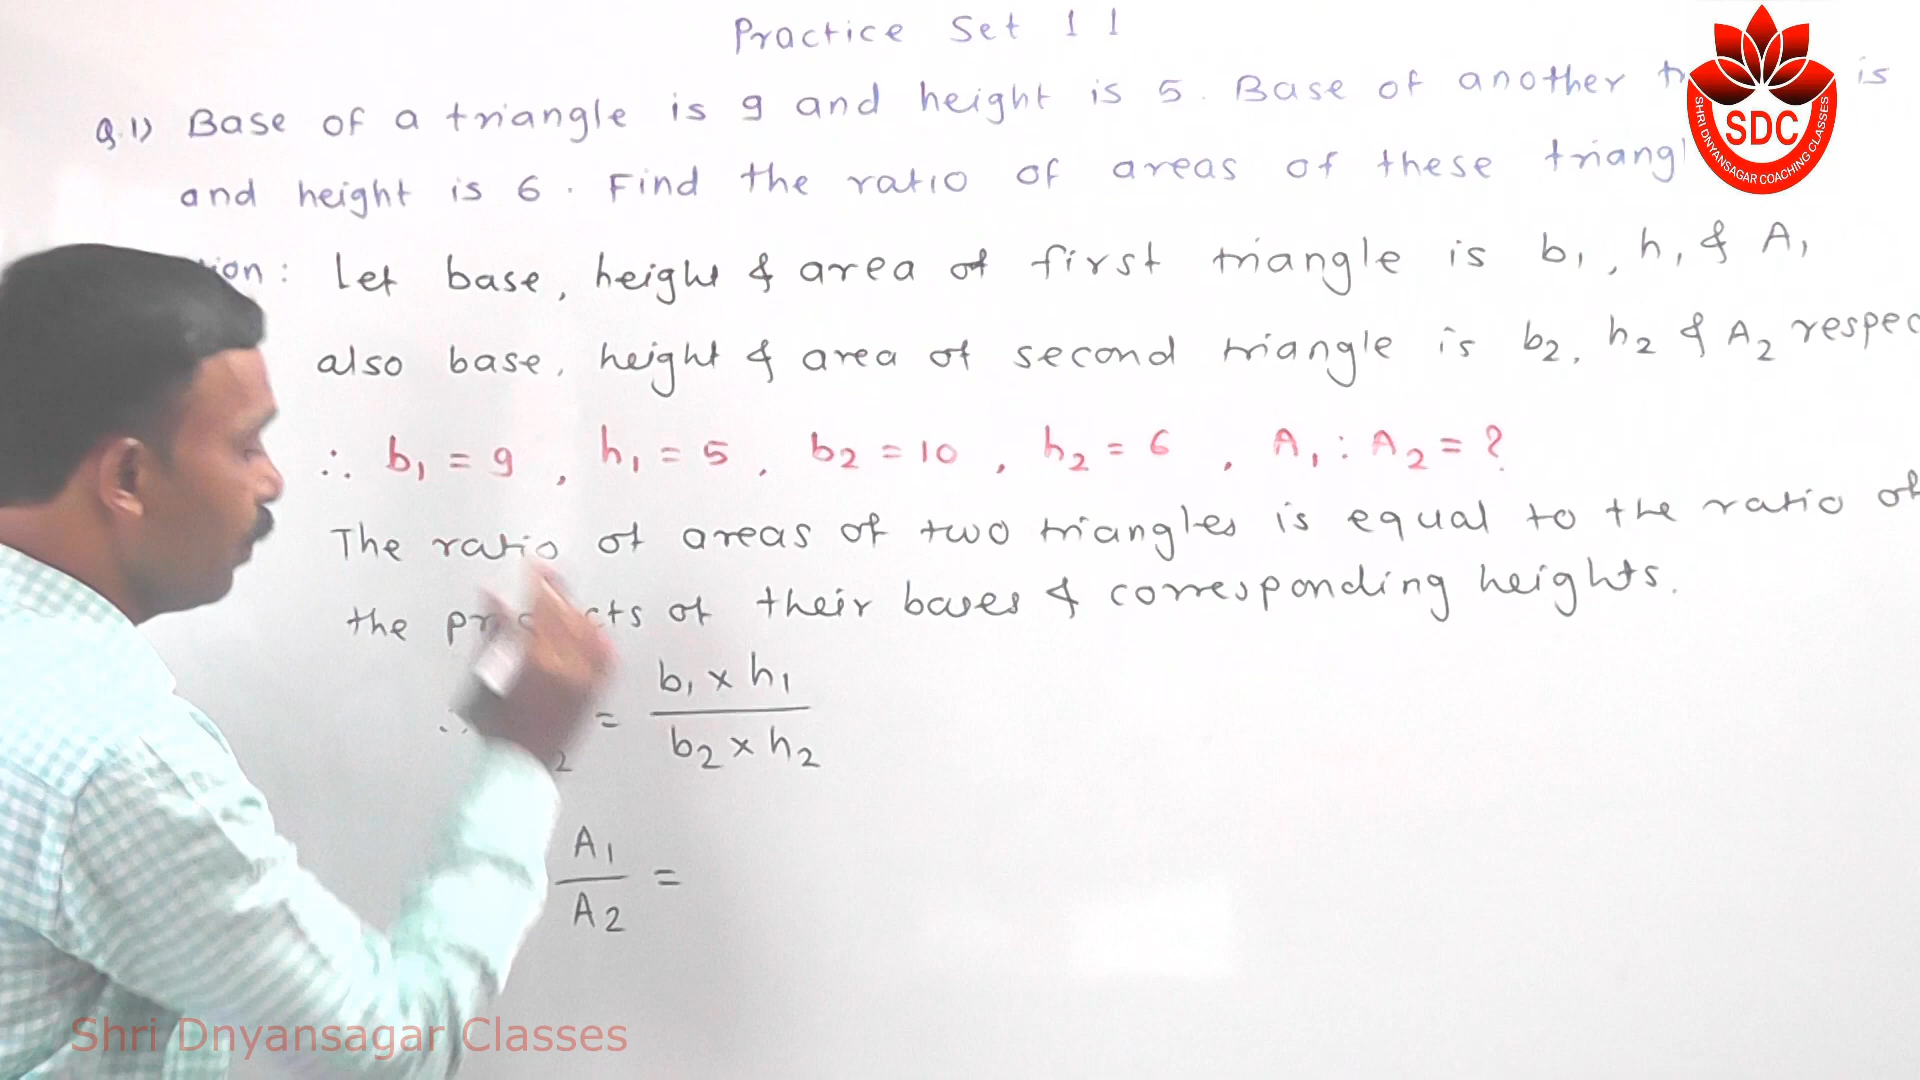 Practice Set 11
Q.1) Base of a triangle is 9 and height is 5. Base of another is
and height is 6. Find the ratio of areas of these
: Let base, height & area of first triangle is b₁, h₁ & A₁
also base, height & area of second triangle is b₂, h₂ & A₂ respec
∴ b₁ = 9, h₁ = 5, b₂ = 10, h₂ = 6, A₁ : A₂ = ?
The ratio of areas of two triangles is equal to the ratio of
the of their bases & corresponding heights.
= b₁ × h₁
b₂ × h₂
A₁ =
A₂
SDC
SHRI DNYANSAGAR COACHING CLASSES
Shri Dnyansagar Classes